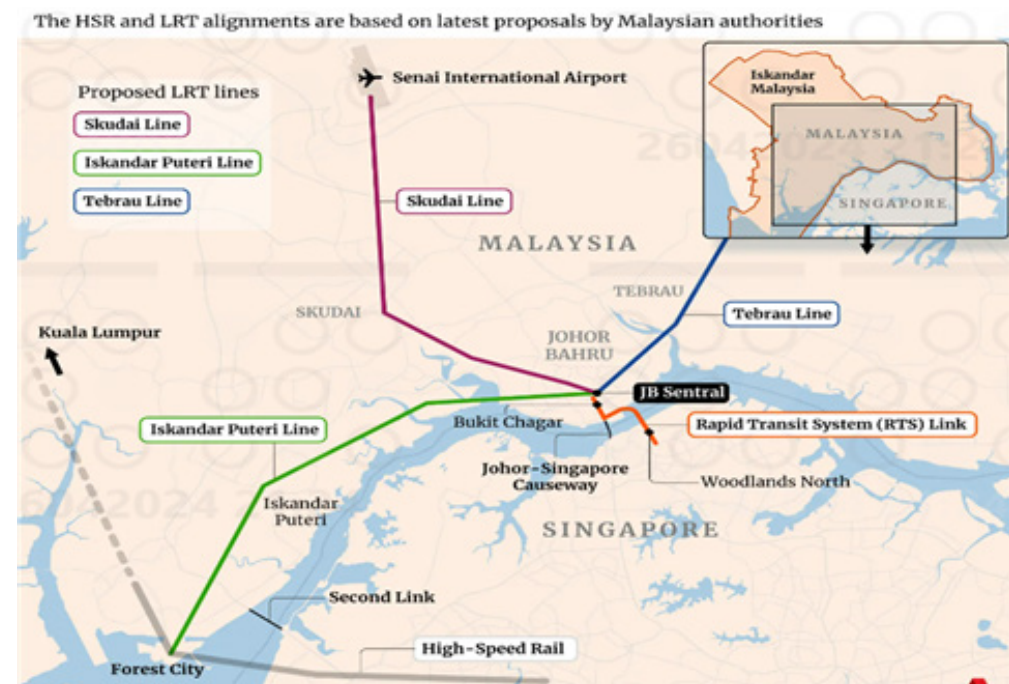 The HSR and LRT alignments are based on latest proposals by Malaysian authorities
Senai International Airport
Proposed LRT lines
Skudai Line
Iskandar Puteri Line
Tebrau Line
Iskandar
Malaysia
MALAYSIA
SINGAPORE
Skudai Line
MALAYSIA
TEBRAU
SKUDAI
Tebrau Line
Kuala Lumpur
JOHOR
BAHRU
JB Sentral
Bukit Chagar
Rapid Transit System (RTS) Link
Iskandar Puteri Line
Johor-Singapore
Causeway
Woodlands North
Iskandar
Puteri
SINGAPORE
Second Link
High-Speed Rail
Forest City